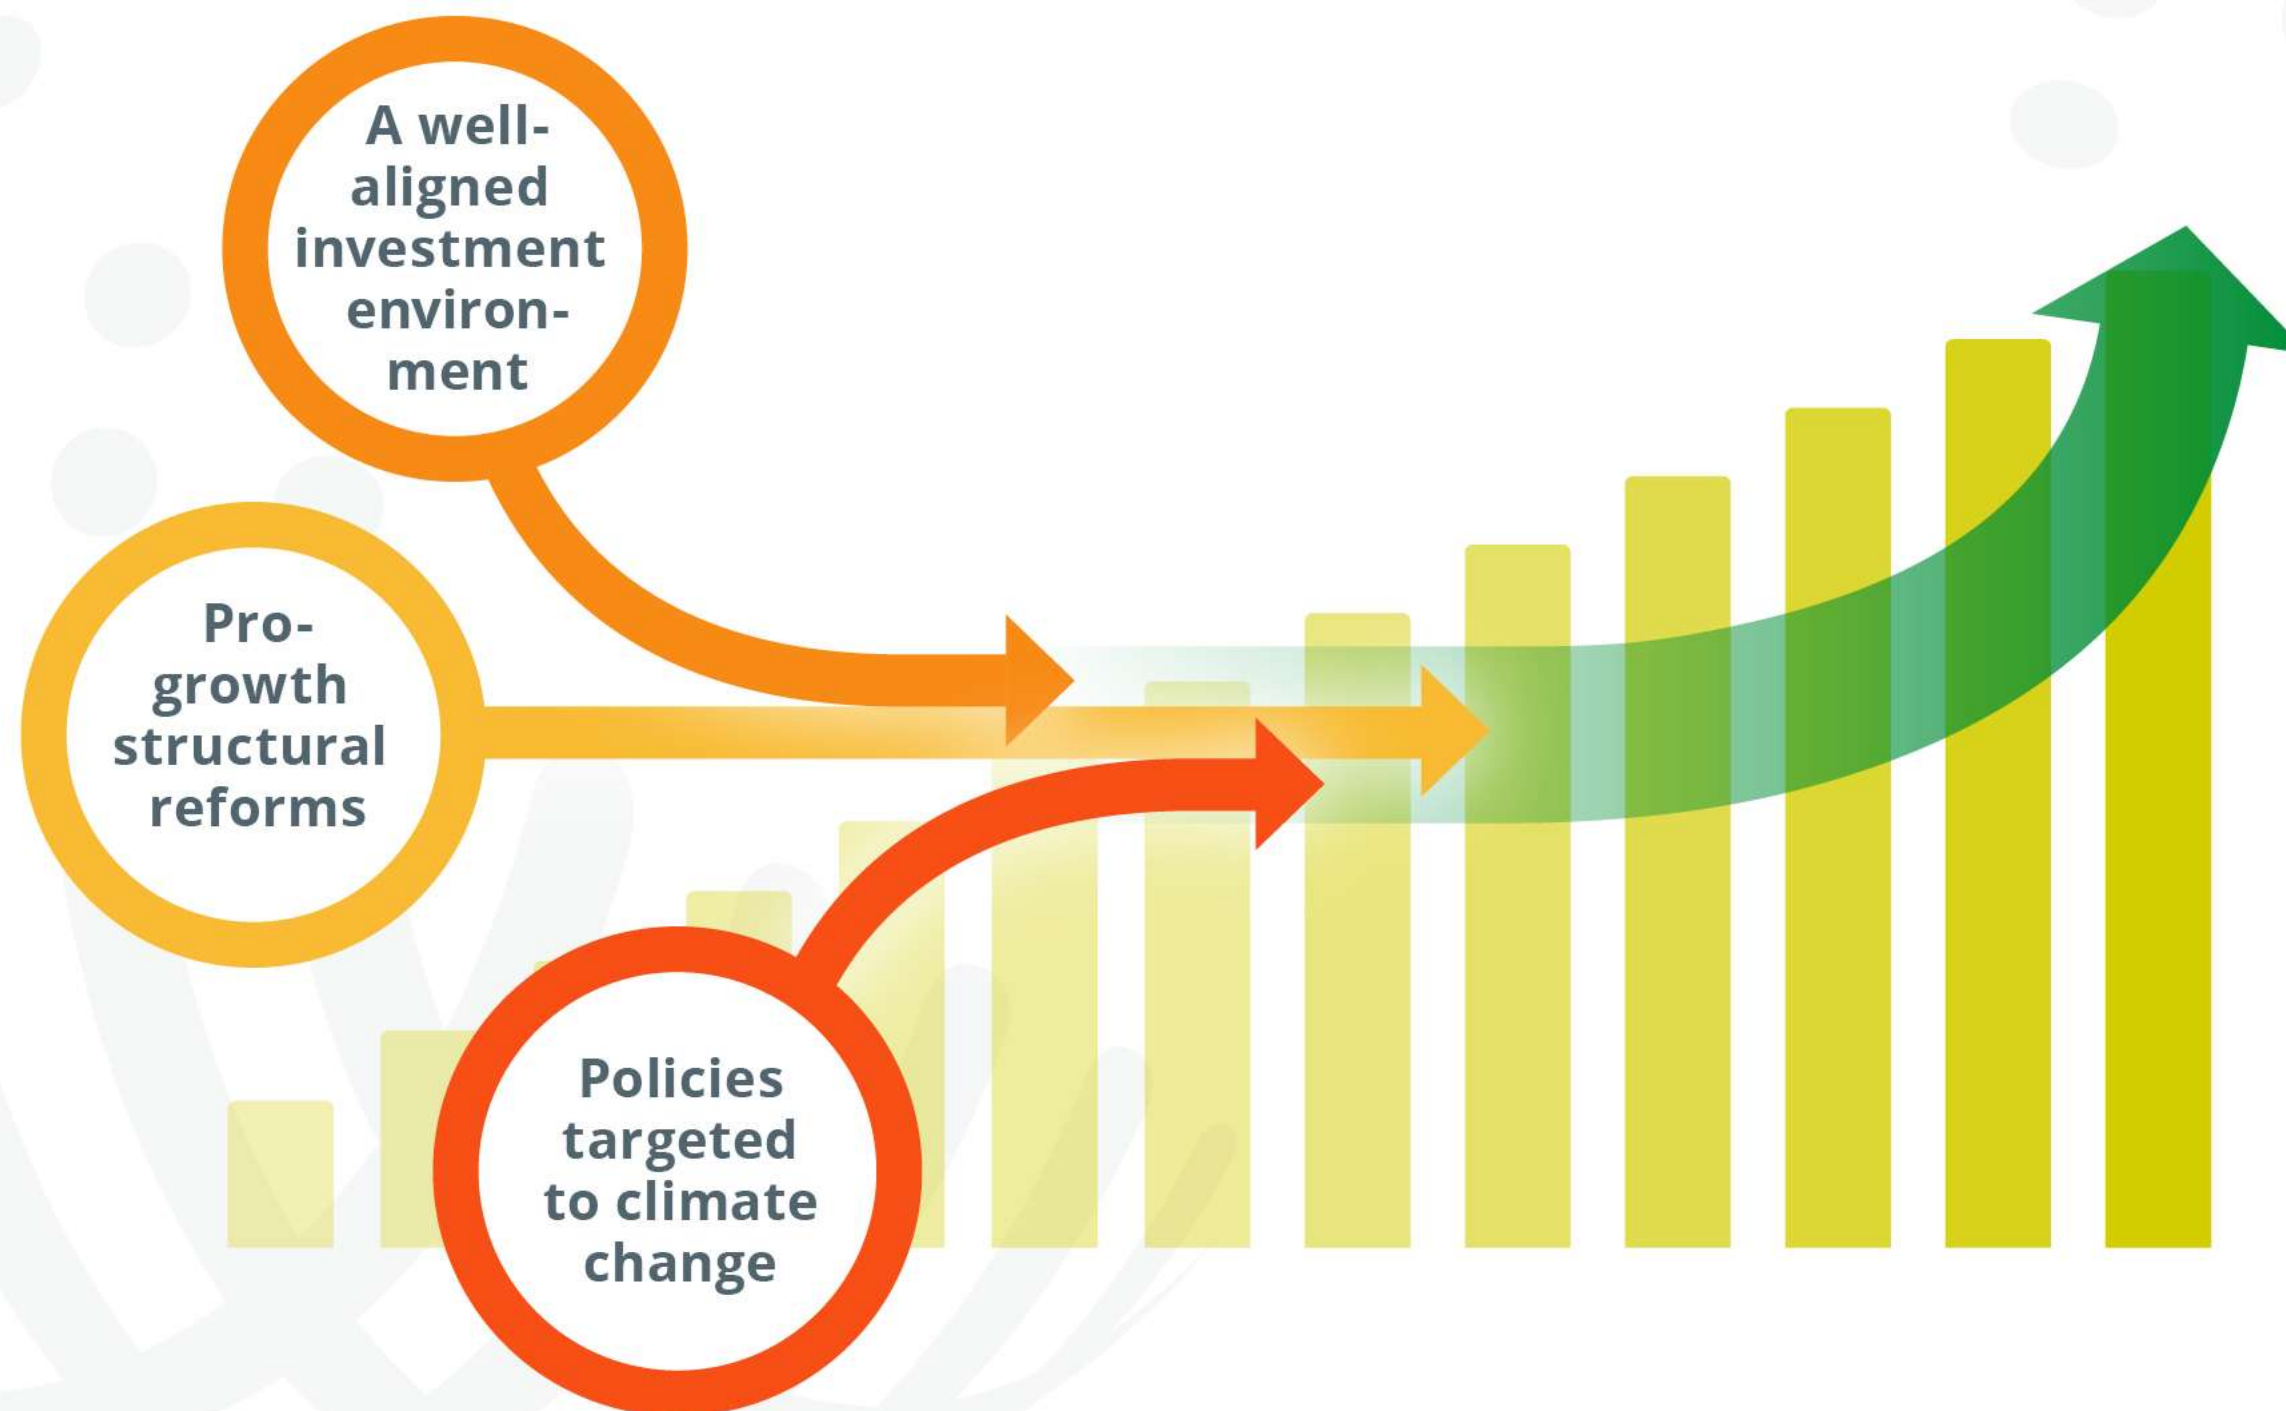 A well-
aligned
investment
environ-
ment
Pro-
growth
structural
reforms
Policies
targeted
to climate
change